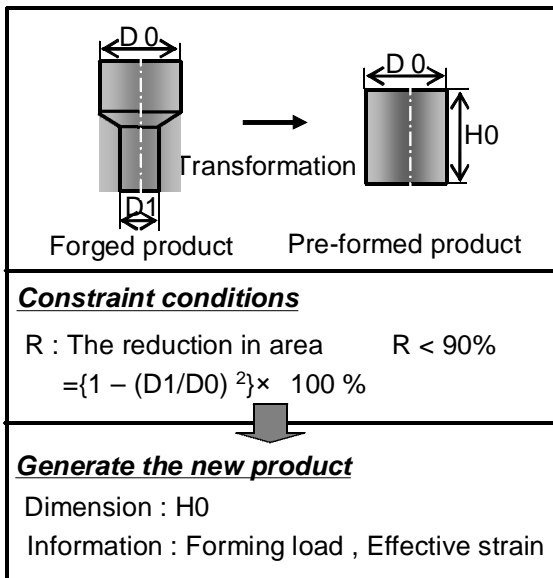 D 0
D 0
H0
Transformation
D1
Forged product
Pre-formed product
Constraint conditions
R : The reduction in area R < 90%
={1 – (D1/D0) ²}× 100 %
Generate the new product
Dimension : H0
Information : Forming load , Effective strain